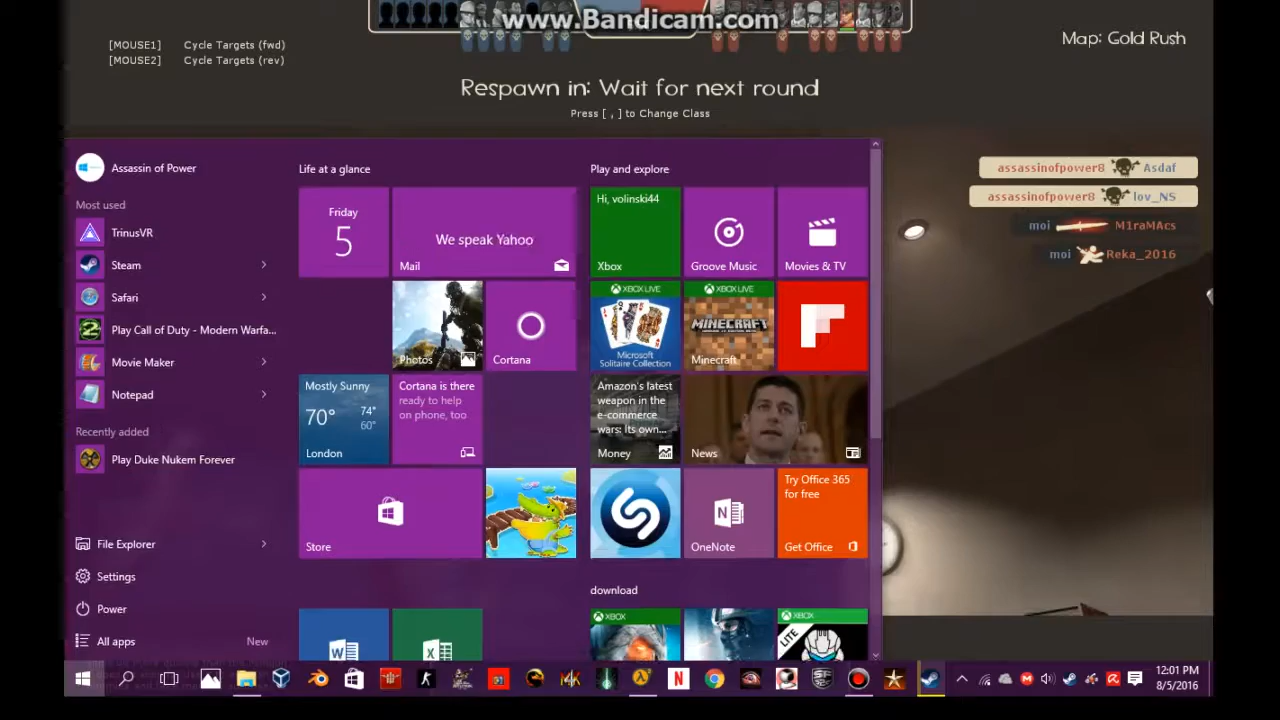 www.Bandicam.com
[MOUSE1] Cycle Targets (fwd)
[MOUSE2] Cycle Targets (rev)
Map: Gold Rush
Respawn in: Wait for next round
Press [ , ] to Change Class
assassinofpower8 Asdaf
assassinofpower8 lov_NS
moi M1raMAcs
moi Reka_2016
Assassin of Power
Most used
TrinusVR
Steam
Safari
Play Call of Duty - Modern Warfa...
Movie Maker
Notepad
Recently added
Play Duke Nukem Forever
File Explorer
Settings
Power
All apps New
Life at a glance
Friday
5
We speak Yahoo
Mail
Photos
Cortana
Mostly Sunny
70° 74°
60°
London
Cortana is there
ready to help
on phone, too
Store
Play and explore
Hi, volinski44
Xbox
Groove Music
Movies & TV
XBOX LIVE
Microsoft
Solitaire Collection
XBOX LIVE
MINECRAFT
Minecraft
Amazon's latest
weapon in the
e-commerce
wars: Its own...
Money
News
OneNote
Try Office 365
for free
Get Office
download
XBOX
XBOX
LITE
12:01 PM
8/5/2016